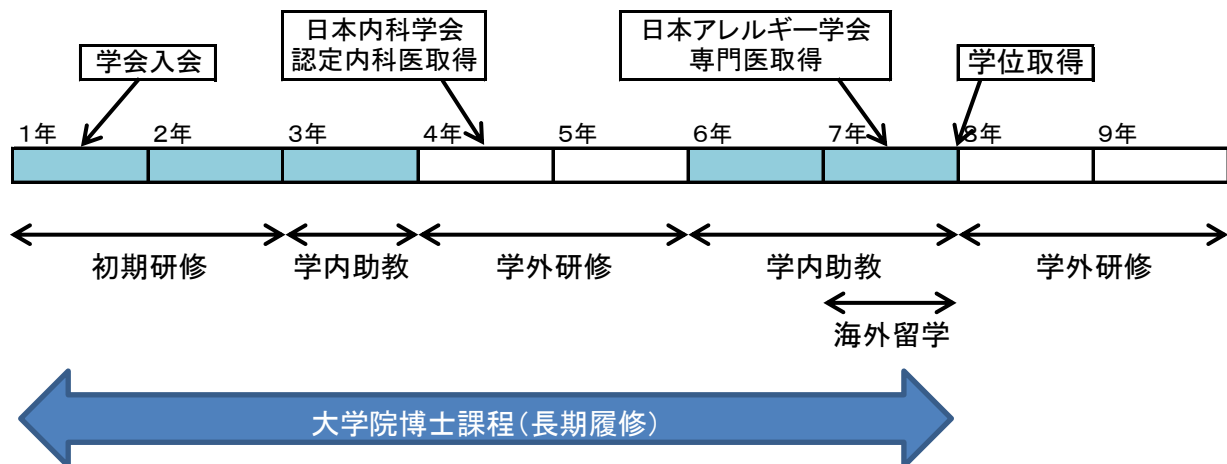 学会入会
日本内科学会
認定内科医取得
日本アレルギー学会
専門医取得
学位取得
1年
2年
3年
4年
5年
6年
7年
8年
9年
初期研修
学内助教
学外研修
学内助教
学外研修
海外留学
大学院博士課程(長期履修)